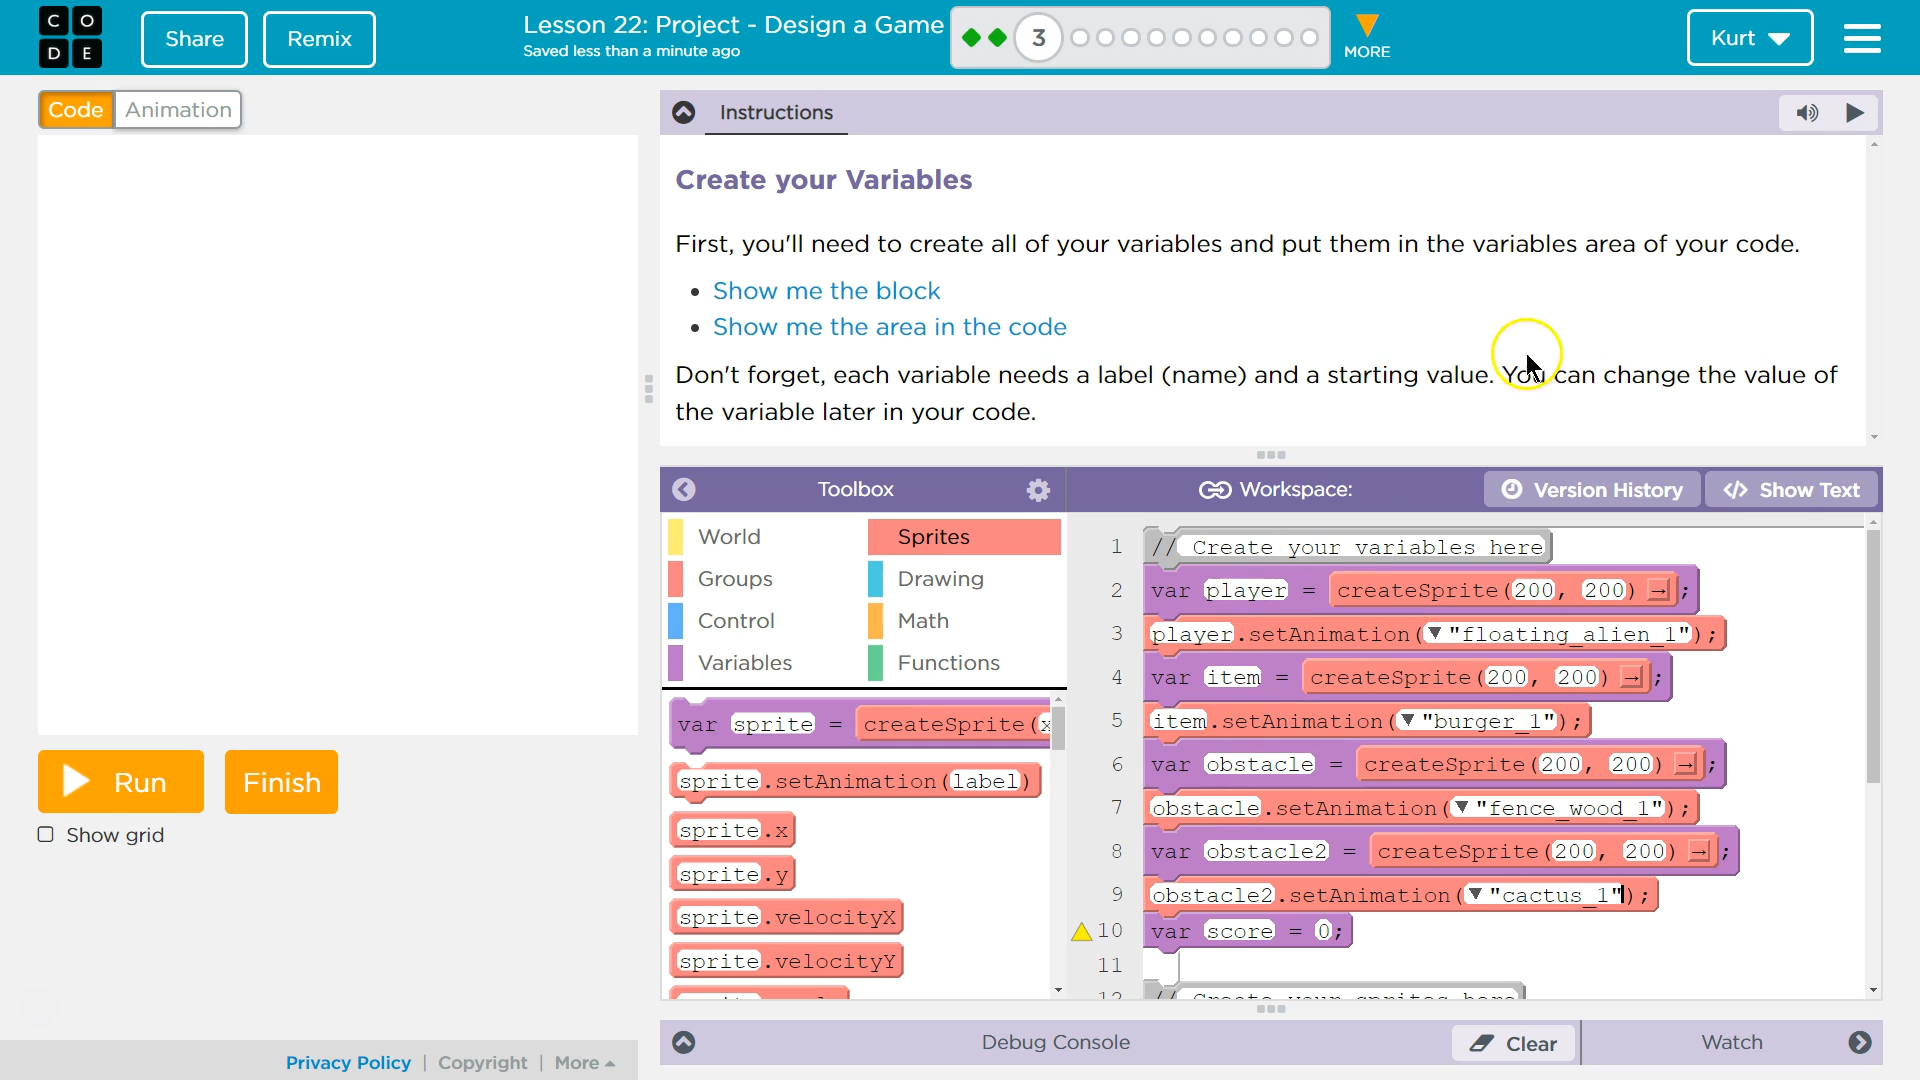 C O
D E
Share
Remix
Lesson 22: Project - Design a Game
Saved less than a minute ago
3
MORE
Kurt
Code
Animation
Instructions
Create your Variables
First, you'll need to create all of your variables and put them in the variables area of your code.
Show me the block
Show me the area in the code
Don't forget, each variable needs a label (name) and a starting value. You can change the value of
the variable later in your code.
Toolbox
Workspace:
Version History
</> Show Text
World
Sprites
Groups
Drawing
Control
Math
Variables
Functions
var sprite = createSprite(x
sprite.setAnimation(label)
sprite.x
sprite.y
sprite.velocityX
sprite.velocityY
1 // Create your variables here
2 var player = createSprite(200, 200);
3 player.setAnimation("floating_alien_1");
4 var item = createSprite(200, 200);
5 item.setAnimation("burger_1");
6 var obstacle = createSprite(200, 200);
7 obstacle.setAnimation("fence_wood_1");
8 var obstacle2 = createSprite(200, 200);
9 obstacle2.setAnimation("cactus_1");
10 var score = 0;
11
12 // Create your sprites here
Run
Finish
Show grid
Debug Console
Clear
Watch
Privacy Policy | Copyright | More